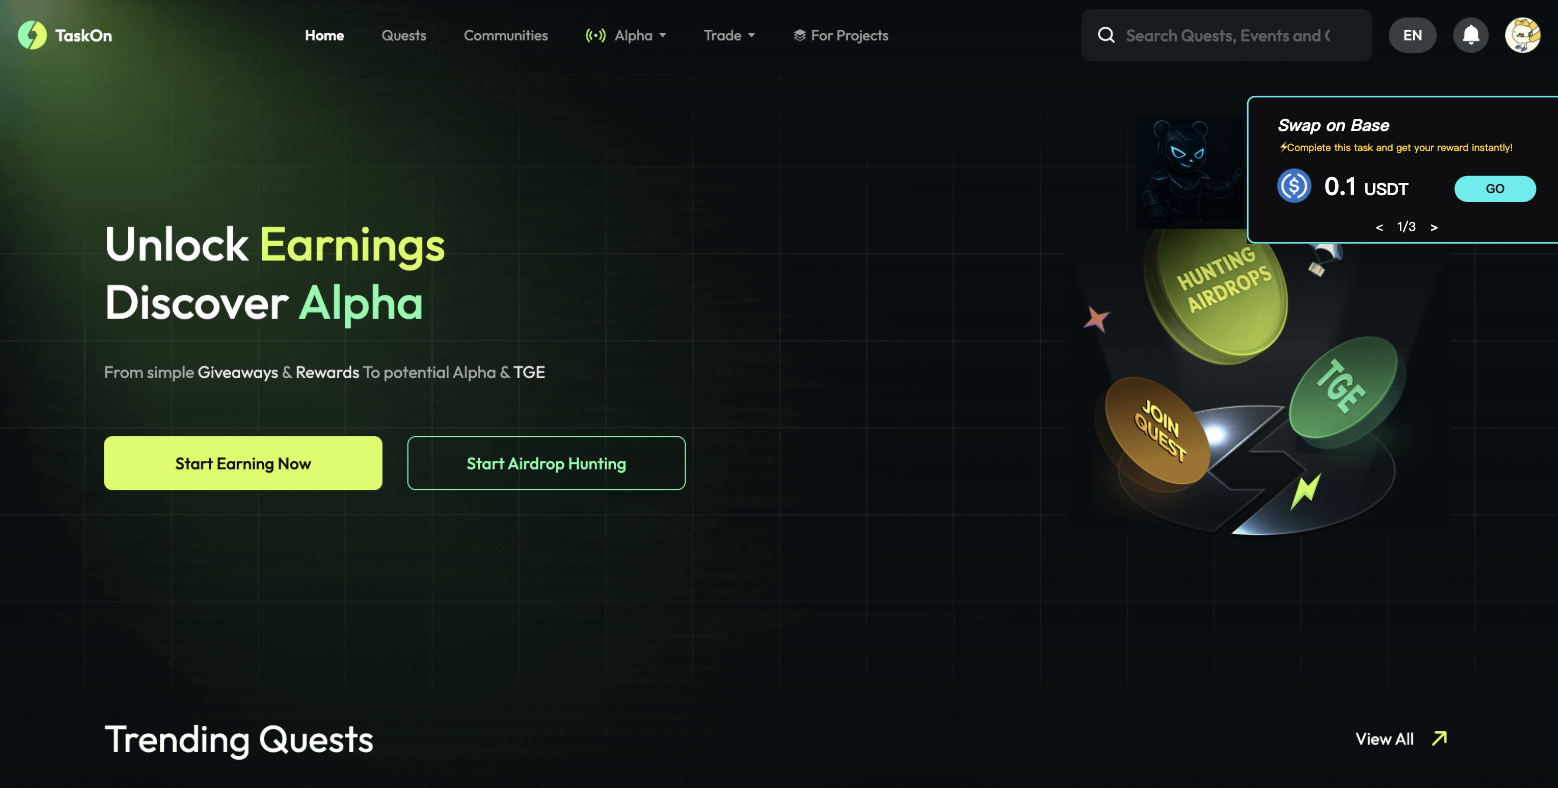 TaskOn
Home
Quests
Communities
Alpha
Trade
For Projects
Search Quests, Events and
EN
Swap on Base
⚡Complete this task and get your reward instantly!
0.1 USDT
GO
< 1/3 >
Unlock Earnings
Discover Alpha
From simple Giveaways & Rewards To potential Alpha & TGE
Start Earning Now
Start Airdrop Hunting
HUNTING
AIRDROPS
TGE
JOIN
QUEST
Trending Quests
View All